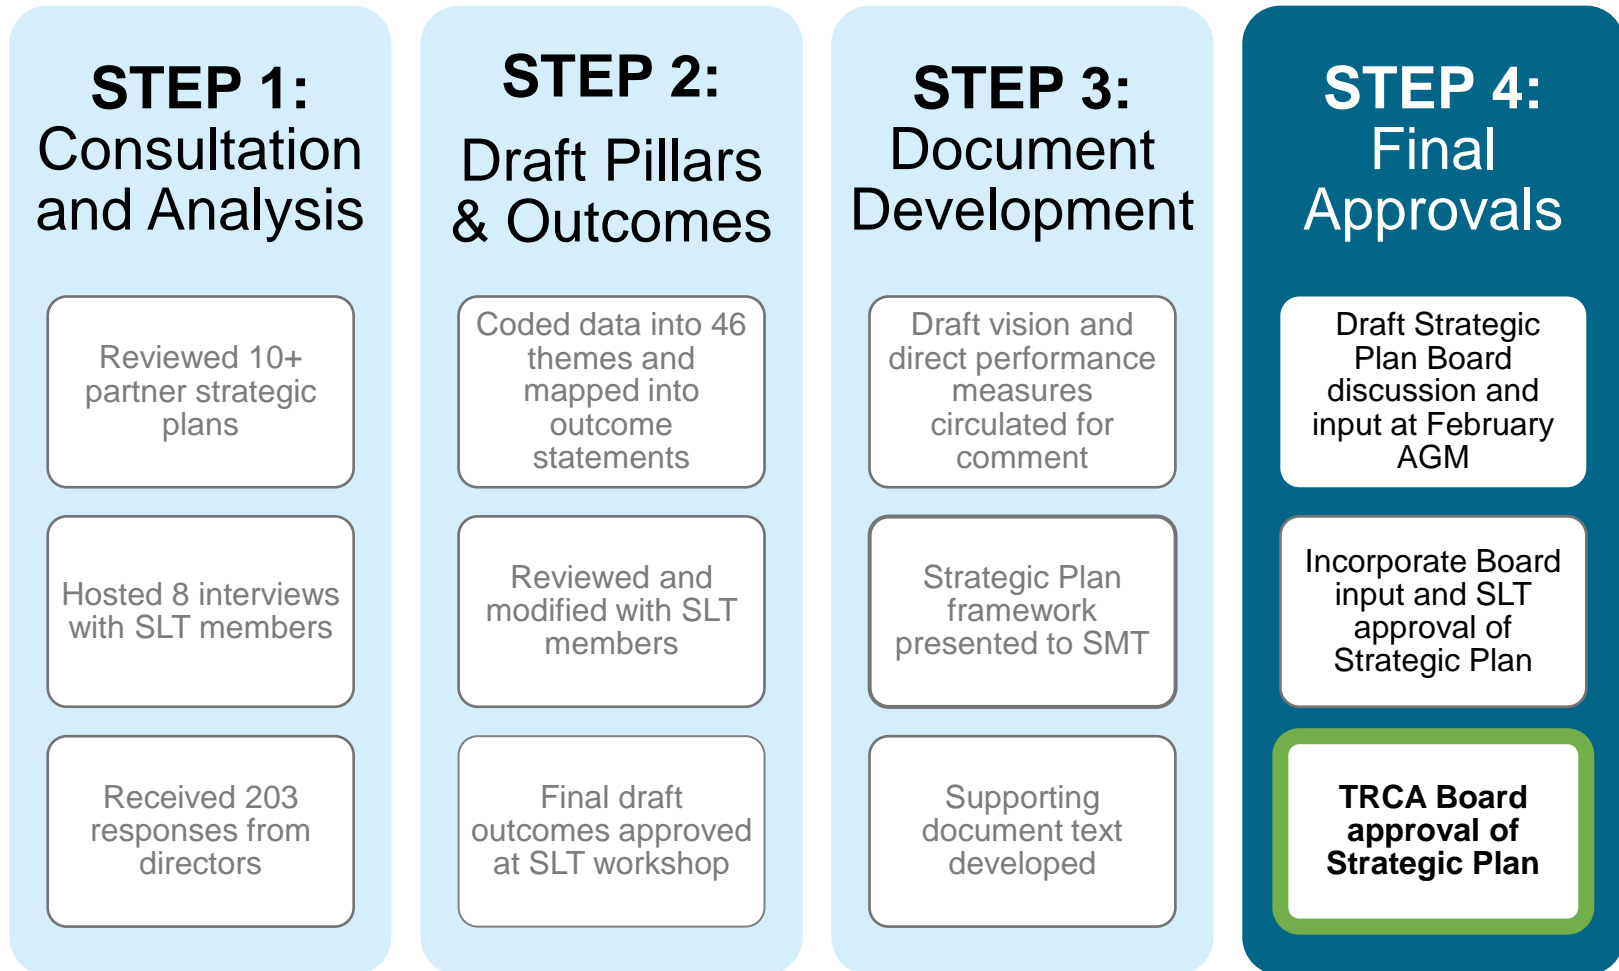 STEP 1:
Consultation
and Analysis
Reviewed 10+
partner strategic
plans
Hosted 8 interviews
with SLT members
Received 203
responses from
directors
STEP 2:
Draft Pillars
& Outcomes
Coded data into 46
themes and
mapped into
outcome
statements
Reviewed and
modified with SLT
members
Final draft
outcomes approved
at SLT workshop
STEP 3:
Document
Development
Draft vision and
direct performance
measures
circulated for
comment
Strategic Plan
framework
presented to SMT
Supporting
document text
developed
STEP 4:
Final
Approvals
Draft Strategic
Plan Board
discussion and
input at February
AGM
Incorporate Board
input and SLT
approval of
Strategic Plan
TRCA Board
approval of
Strategic Plan